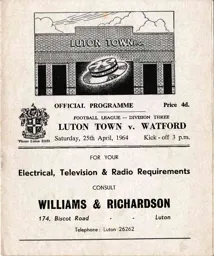 LUTON TOWN
OFFICIAL PROGRAMME Price 4d.
FOOTBALL LEAGUE — DIVISION THREE
LUTON TOWN v. WATFORD
Saturday, 25th April, 1964 Kick-off 3 p.m.
FOR YOUR
Electrical, Television & Radio Requirements
CONSULT
WILLIAMS & RICHARDSON
174, Biscot Road - Luton
Telephone: Luton 26262